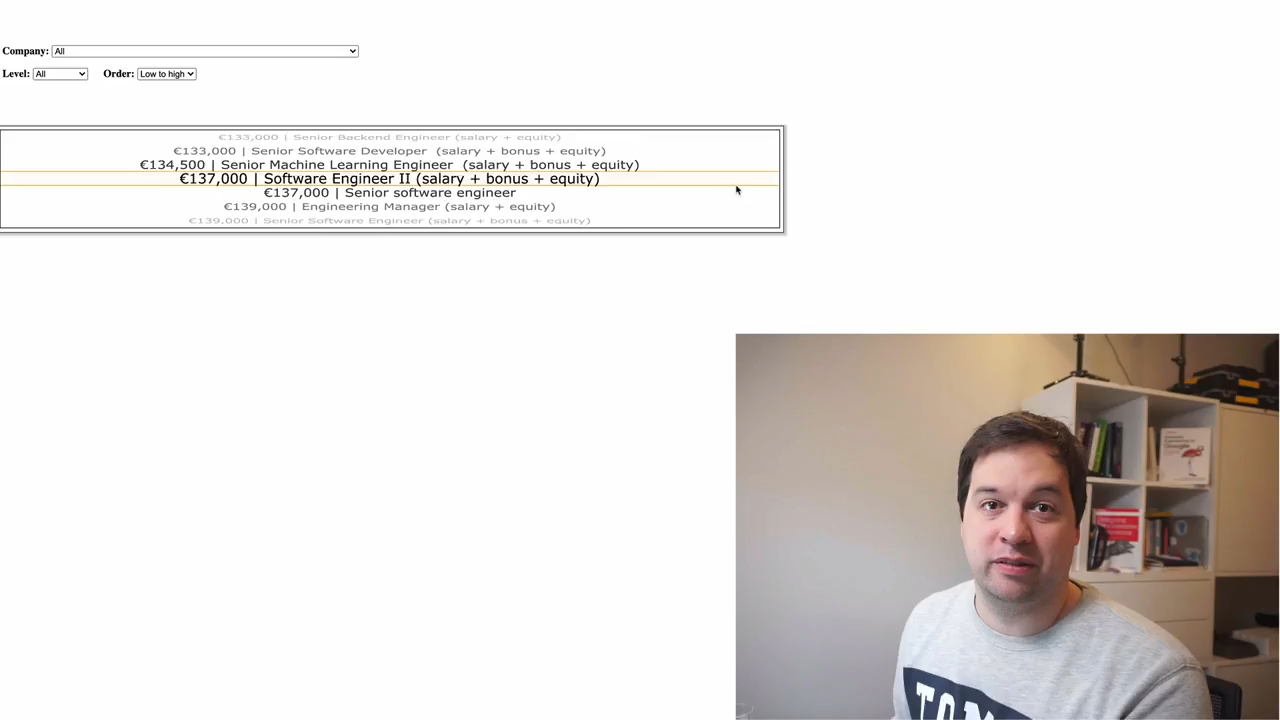 Company: All
Level: All Order: Low to high
€133,000 | Senior Backend Engineer (salary + equity)
€133,000 | Senior Software Developer (salary + bonus + equity)
€134,500 | Senior Machine Learning Engineer (salary + bonus + equity)
€137,000 | Software Engineer II (salary + bonus + equity)
€137,000 | Senior software engineer
€139,000 | Engineering Manager (salary + equity)
€139,000 | Senior Software Engineer (salary + bonus + equity)